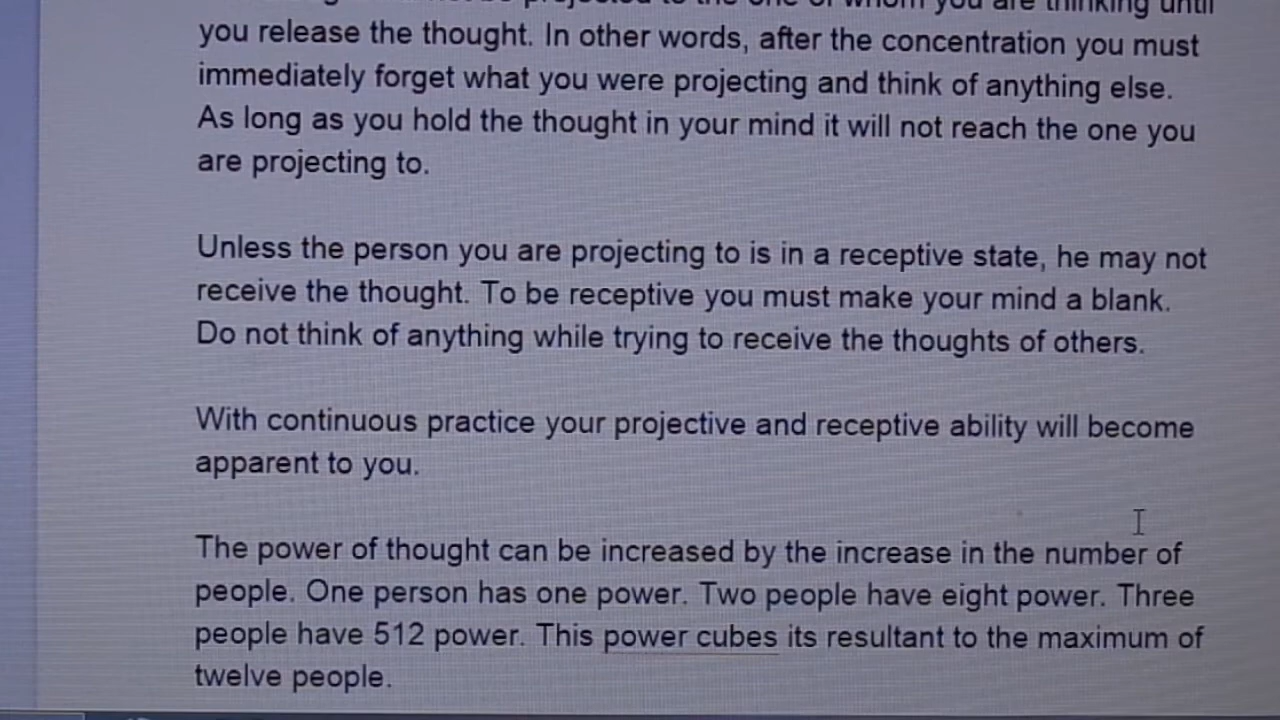 you are thinking until
you release the thought. In other words, after the concentration you must
immediately forget what you were projecting and think of anything else.
As long as you hold the thought in your mind it will not reach the one you
are projecting to.
Unless the person you are projecting to is in a receptive state, he may not
receive the thought. To be receptive you must make your mind a blank.
Do not think of anything while trying to receive the thoughts of others.
With continuous practice your projective and receptive ability will become
apparent to you.
The power of thought can be increased by the increase in the number of
people. One person has one power. Two people have eight power. Three
people have 512 power. This power cubes its resultant to the maximum of
twelve people.